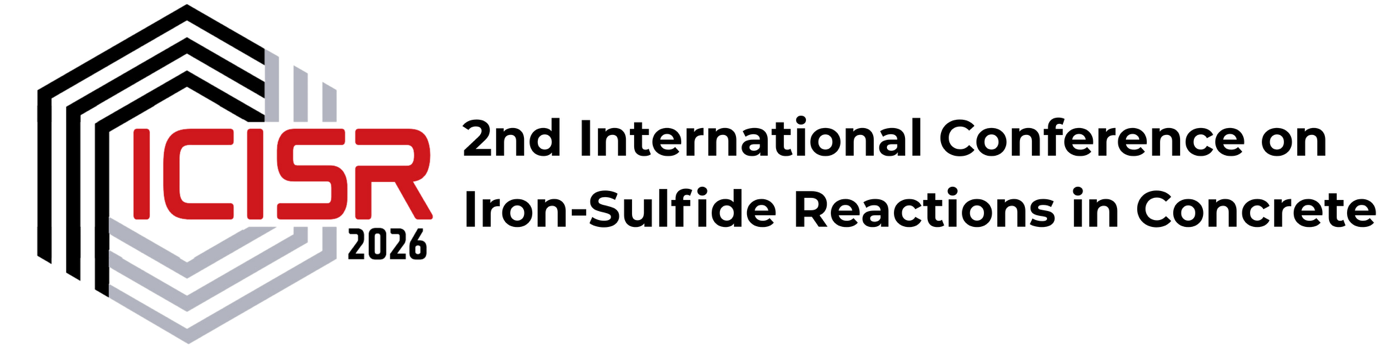 ICISR
2026
2nd International Conference on
Iron-Sulfide Reactions in Concrete